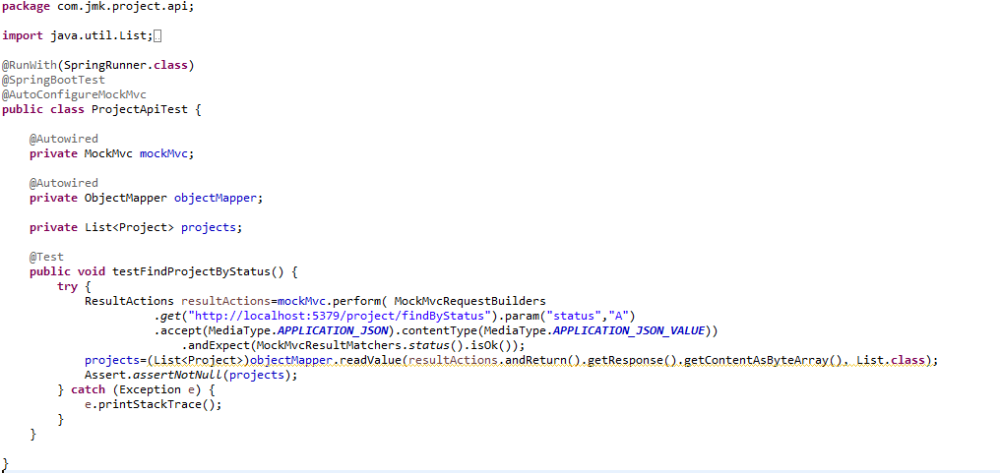 package com.jmk.project.api;
import java.util.List;
@RunWith(SpringRunner.class)
@SpringBootTest
@AutoConfigureMockMvc
public class ProjectApiTest {
@Autowired
private MockMvc mockMvc;
@Autowired
private ObjectMapper objectMapper;
private List<Project> projects;
@Test
public void testFindProjectByStatus() {
try {
ResultActions resultActions=mockMvc.perform( MockMvcRequestBuilders
.get("http://localhost:5379/project/findByStatus").param("status","A")
.accept(MediaType.APPLICATION_JSON).contentType(MediaType.APPLICATION_JSON_VALUE))
.andExpect(MockMvcResultMatchers.status().isOk());
projects=(List<Project>)objectMapper.readValue(resultActions.andReturn().getResponse().getContentAsByteArray(), List.class);
Assert.assertNotNull(projects);
} catch (Exception e) {
e.printStackTrace();
}
}
}